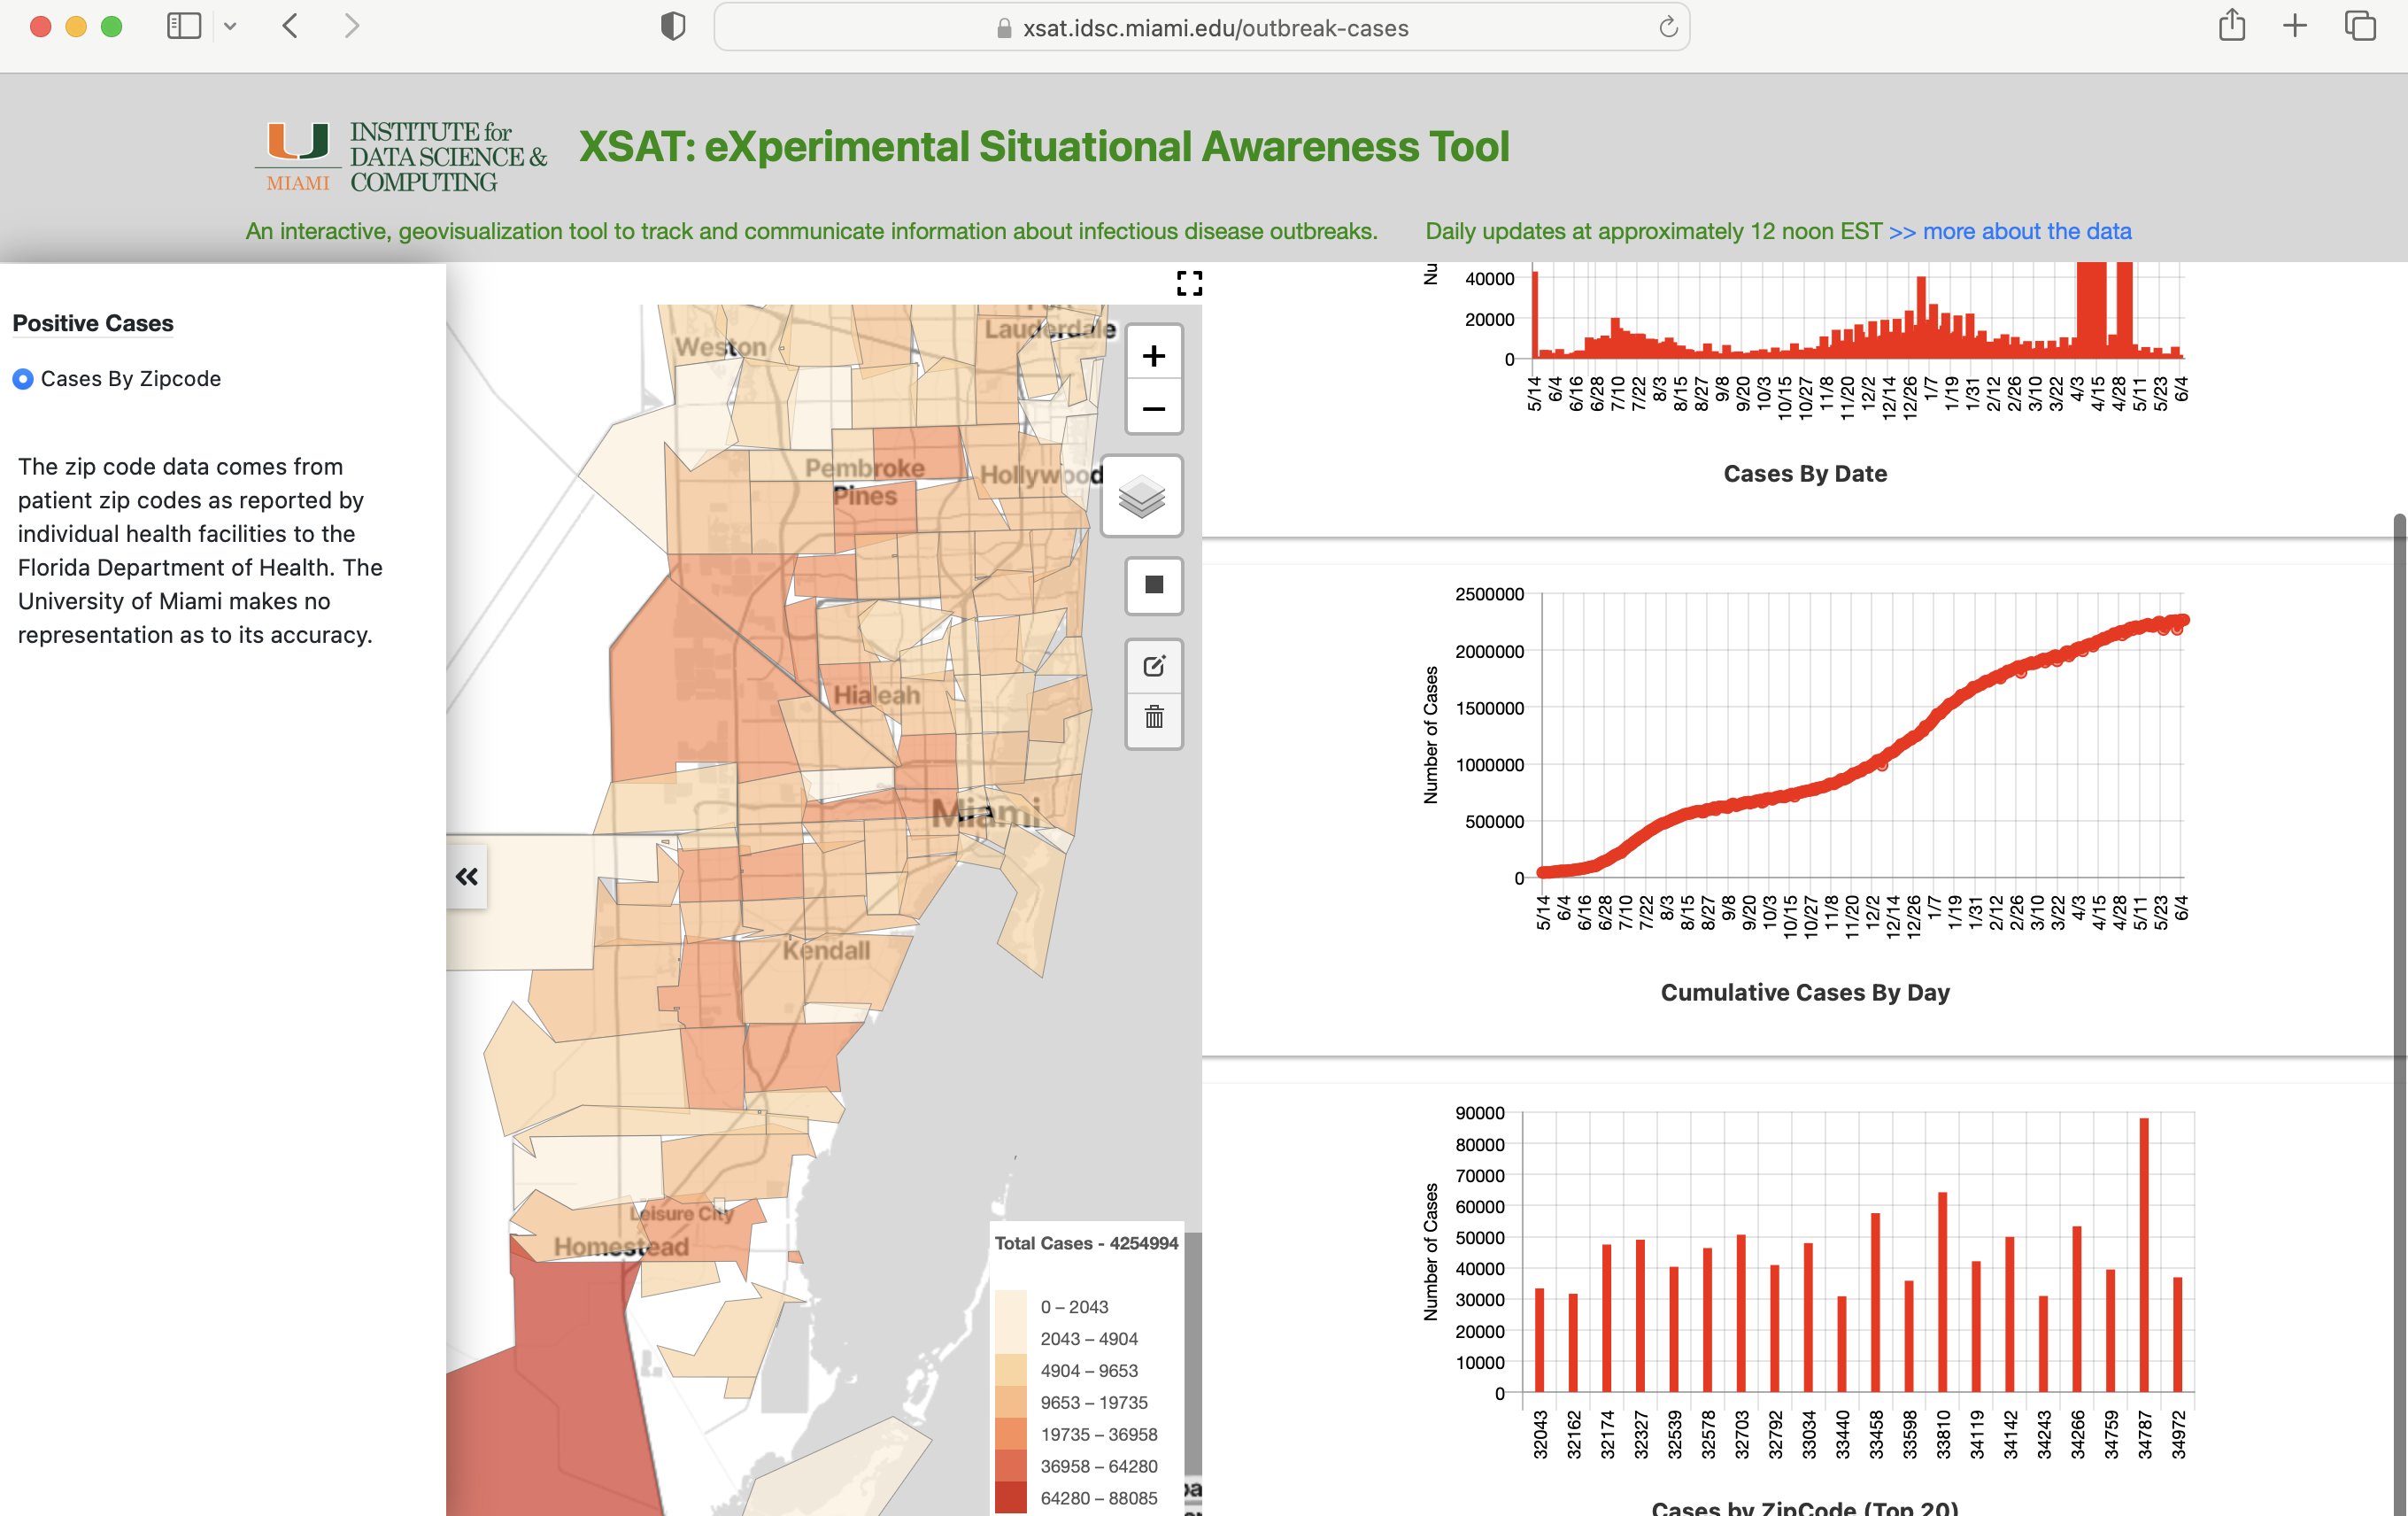 xsat.idsc.miami.edu/outbreak-cases
U
MIAMI
INSTITUTE for
DATA SCIENCE &
COMPUTING
XSAT: eXperimental Situational Awareness Tool
An interactive, geovisualization tool to track and communicate information about infectious disease outbreaks.
Daily updates at approximately 12 noon EST >> more about the data
Positive Cases
Cases By Zipcode
The zip code data comes from
patient zip codes as reported by
individual health facilities to the
Florida Department of Health. The
University of Miami makes no
representation as to its accuracy.
Lauderdale
Weston
Pembroke
Pines
Hollywood
Hialeah
Miami
Kendall
Leisure City
Homestead
+
−
«
Total Cases - 4254994
0 – 2043
2043 – 4904
4904 – 9653
9653 – 19735
19735 – 36958
36958 – 64280
64280 – 88085
Nu
40000
20000
0
5/14 6/4 6/16 6/28 7/10 7/22 8/3 8/15 8/27 9/8 9/20 10/3 10/15 10/27 11/8 11/20 12/2 12/14 12/26 1/7 1/19 1/31 2/12 2/26 3/10 3/22 4/3 4/15 4/28 5/11 5/23 6/4
Cases By Date
Number of Cases
2500000
2000000
1500000
1000000
500000
0
5/14 6/4 6/16 6/28 7/10 7/22 8/3 8/15 8/27 9/8 9/20 10/3 10/15 10/27 11/8 11/20 12/2 12/14 12/26 1/7 1/19 1/31 2/12 2/26 3/10 3/22 4/3 4/15 4/28 5/11 5/23 6/4
Cumulative Cases By Day
Number of Cases
90000
80000
70000
60000
50000
40000
30000
20000
10000
0
32043 32162 32174 32327 32539 32578 32703 32792 33034 33440 33458 33598 33810 34119 34142 34243 34266 34759 34787 34972
Cases by ZipCode (Top 20)